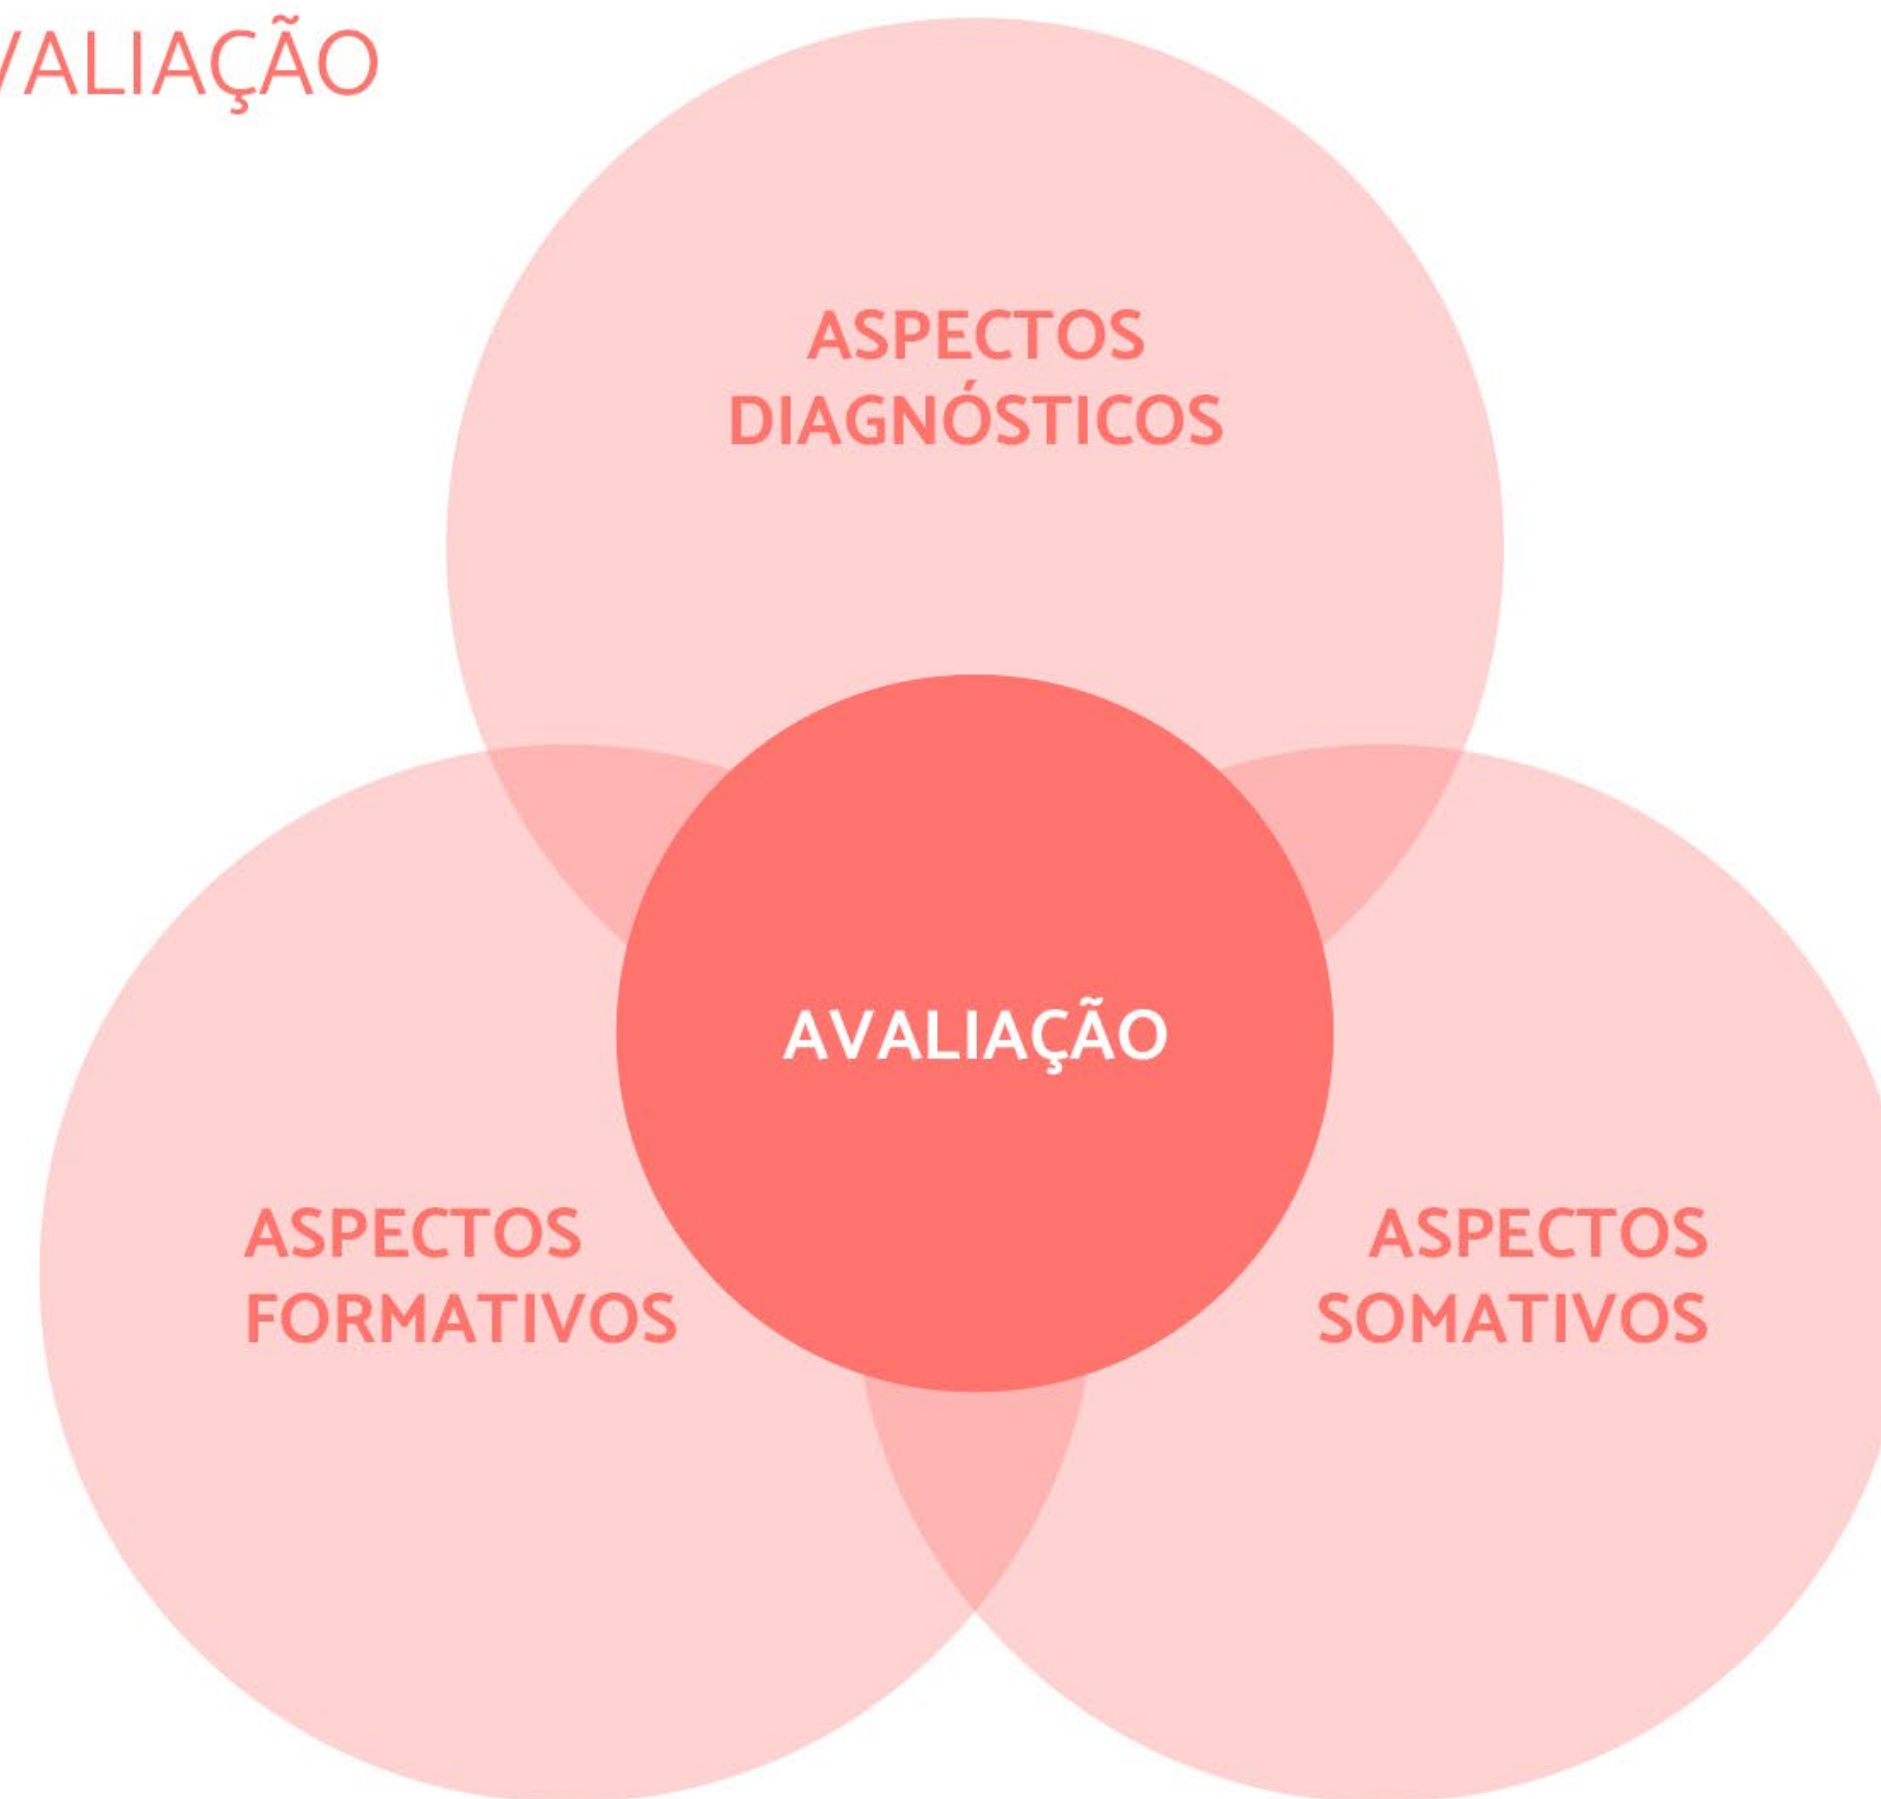 VALIAÇÃO
ASPECTOS
DIAGNÓSTICOS
AVALIAÇÃO
ASPECTOS
FORMATIVOS
ASPECTOS
SOMATIVOS